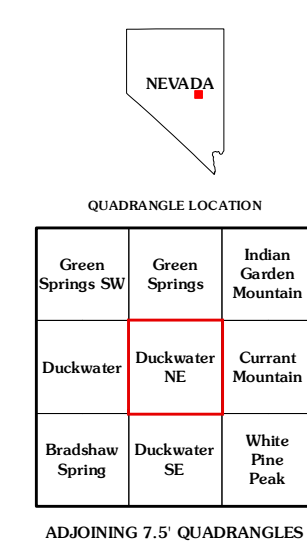 NEVADA
QUADRANGLE LOCATION
Green
Springs SW
Green
Springs
Indian
Garden
Mountain
Duckwater
Duckwater
NE
Currant
Mountain
Bradshaw
Spring
Duckwater
SE
White
Pine
Peak
ADJOINING 7.5' QUADRANGLES